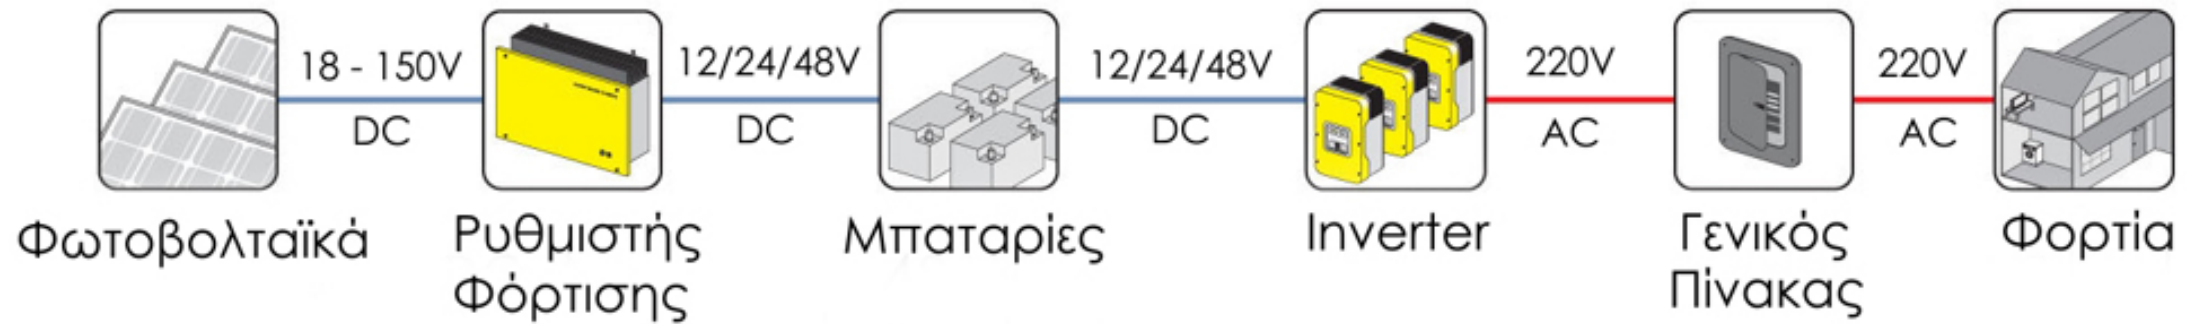 18 - 150V
DC
12/24/48V
DC
12/24/48V
DC
220V
AC
220V
AC
Φωτοβολταϊκά
Ρυθμιστής
Φόρτισης
Μπαταρίες
Inverter
Γενικός
Πίνακας
Φορτία